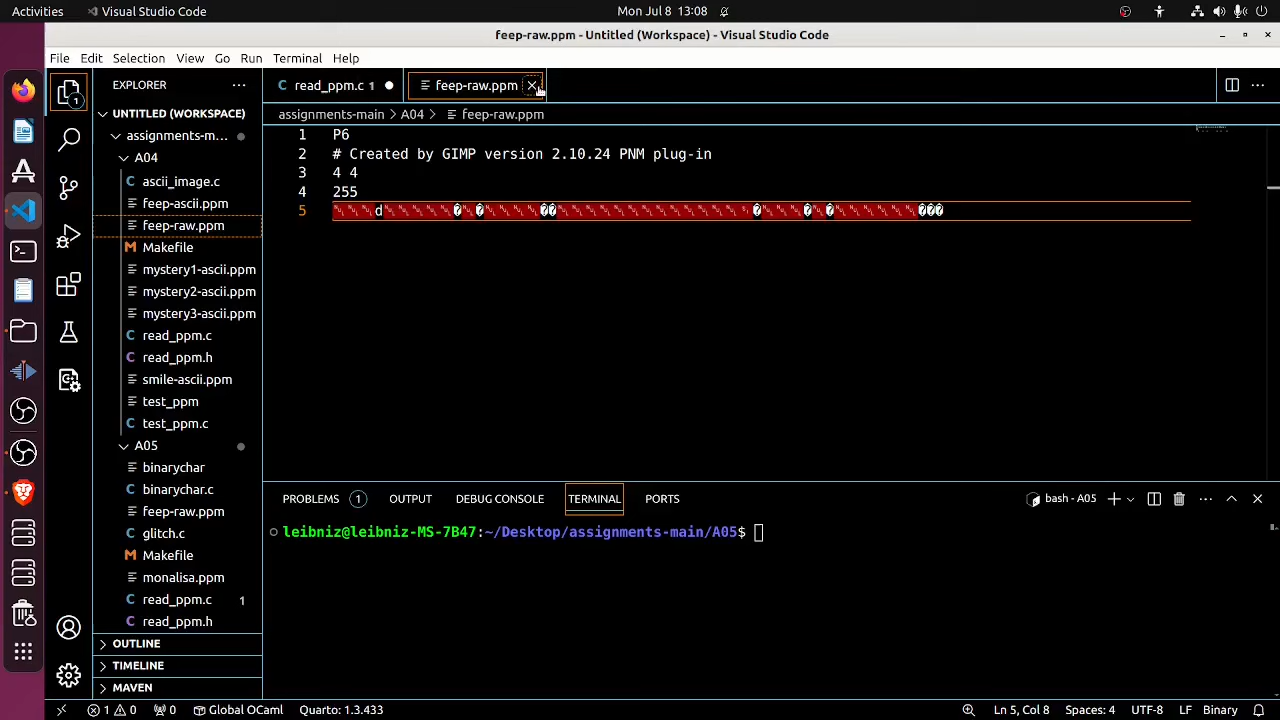 Activities
Visual Studio Code
Mon Jul 8 13:08
feep-raw.ppm - Untitled (Workspace) - Visual Studio Code
File Edit Selection View Go Run Terminal Help
EXPLORER
UNTITLED (WORKSPACE)
assignments-m...
A04
ascii_image.c
feep-ascii.ppm
feep-raw.ppm
Makefile
mystery1-ascii.ppm
mystery2-ascii.ppm
mystery3-ascii.ppm
read_ppm.c
read_ppm.h
smile-ascii.ppm
test_ppm
test_ppm.c
A05
binarychar
binarychar.c
feep-raw.ppm
glitch.c
Makefile
monalisa.ppm
read_ppm.c 1
read_ppm.h
OUTLINE
TIMELINE
MAVEN
read_ppm.c 1
feep-raw.ppm
assignments-main > A04 > feep-raw.ppm
1 P6
2 # Created by GIMP version 2.10.24 PNM plug-in
3 4 4
4 255
5
PROBLEMS 1 OUTPUT DEBUG CONSOLE TERMINAL PORTS
bash - A05
leibniz@leibniz-MS-7B47:~/Desktop/assignments-main/A05$
1 0 0 Global OCaml Quarto: 1.3.433
Ln 5, Col 8 Spaces: 4 UTF-8 LF Binary